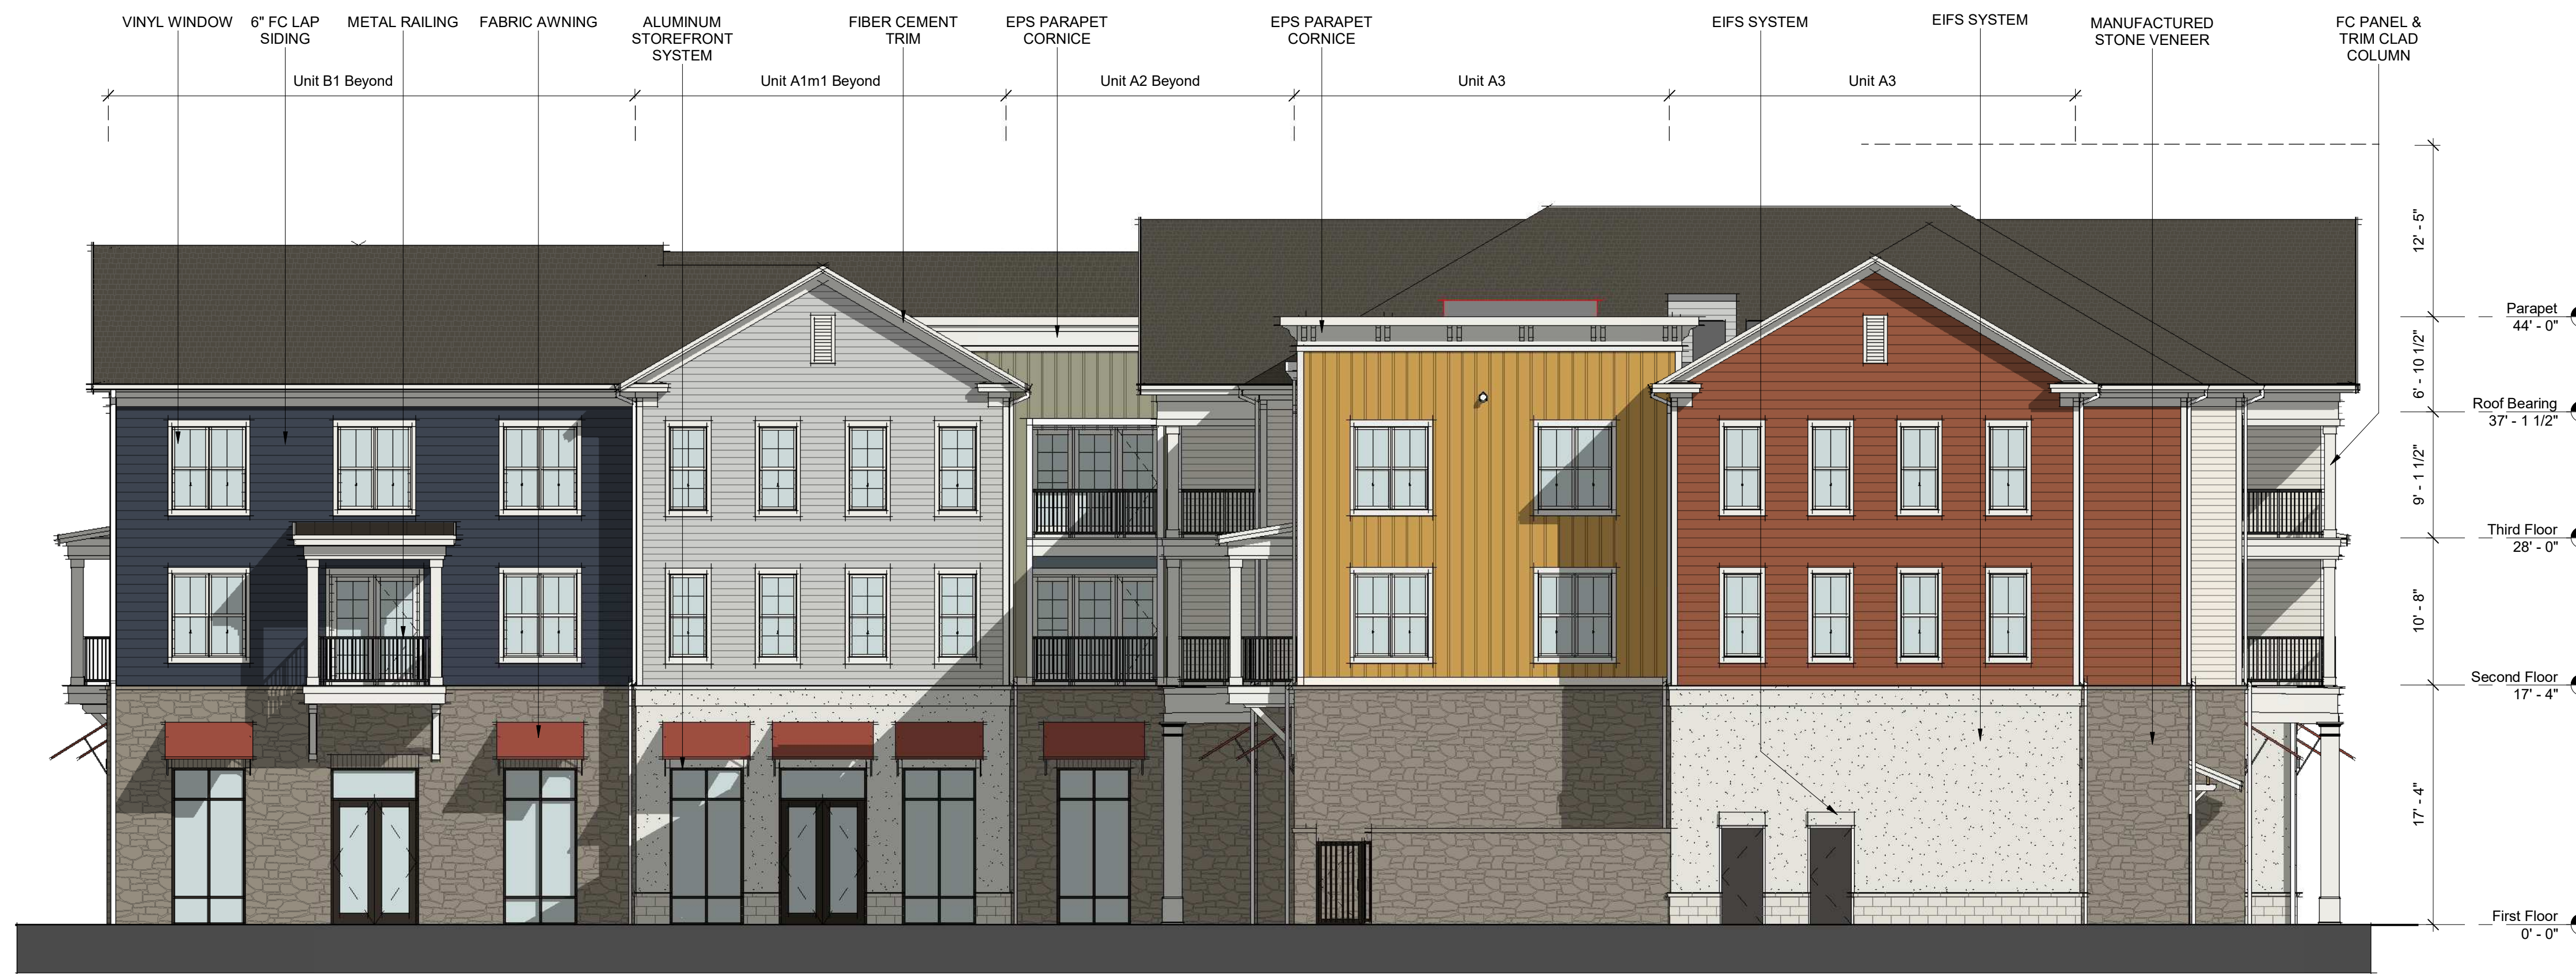 VINYL WINDOW
6" FC LAP
SIDING
METAL RAILING
FABRIC AWNING
ALUMINUM
STOREFRONT
SYSTEM
FIBER CEMENT
TRIM
EPS PARAPET
CORNICE
EPS PARAPET
CORNICE
EIFS SYSTEM
EIFS SYSTEM
MANUFACTURED
STONE VENEER
FC PANEL &
TRIM CLAD
COLUMN
Unit B1 Beyond
Unit A1m1 Beyond
Unit A2 Beyond
Unit A3
Unit A3
12' - 5"
Parapet
44' - 0"
6' - 10 1/2"
Roof Bearing
37' - 1 1/2"
9' - 1 1/2"
Third Floor
28' - 0"
10' - 8"
Second Floor
17' - 4"
17' - 4"
First Floor
0' - 0"